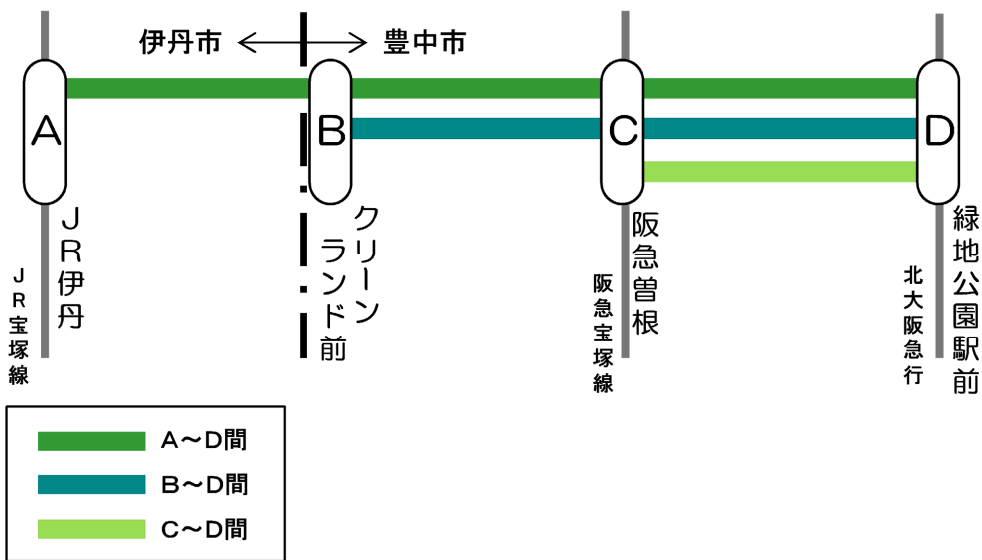 伊丹市
豊中市
A
B
C
D
JR伊丹
JR宝塚線
クリーン
ランド前
阪急曽根
阪急宝塚線
緑地公園駅前
北大阪急行
A～D間
B～D間
C～D間